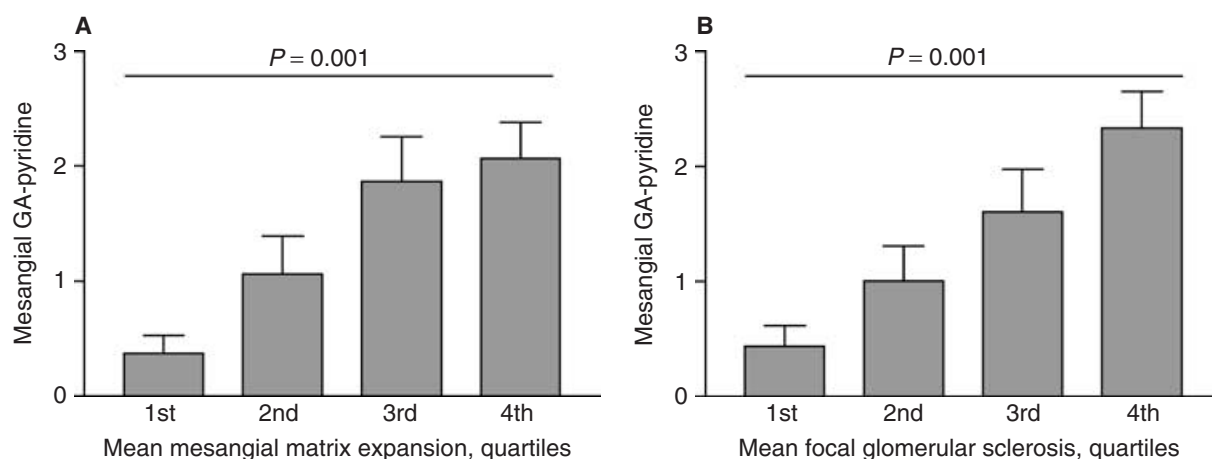 A
P = 0.001
3
2
1
0
Mesangial GA-pyridine
1st 2nd 3rd 4th
Mean mesangial matrix expansion, quartiles
B
P = 0.001
3
2
1
0
Mesangial GA-pyridine
1st 2nd 3rd 4th
Mean focal glomerular sclerosis, quartiles